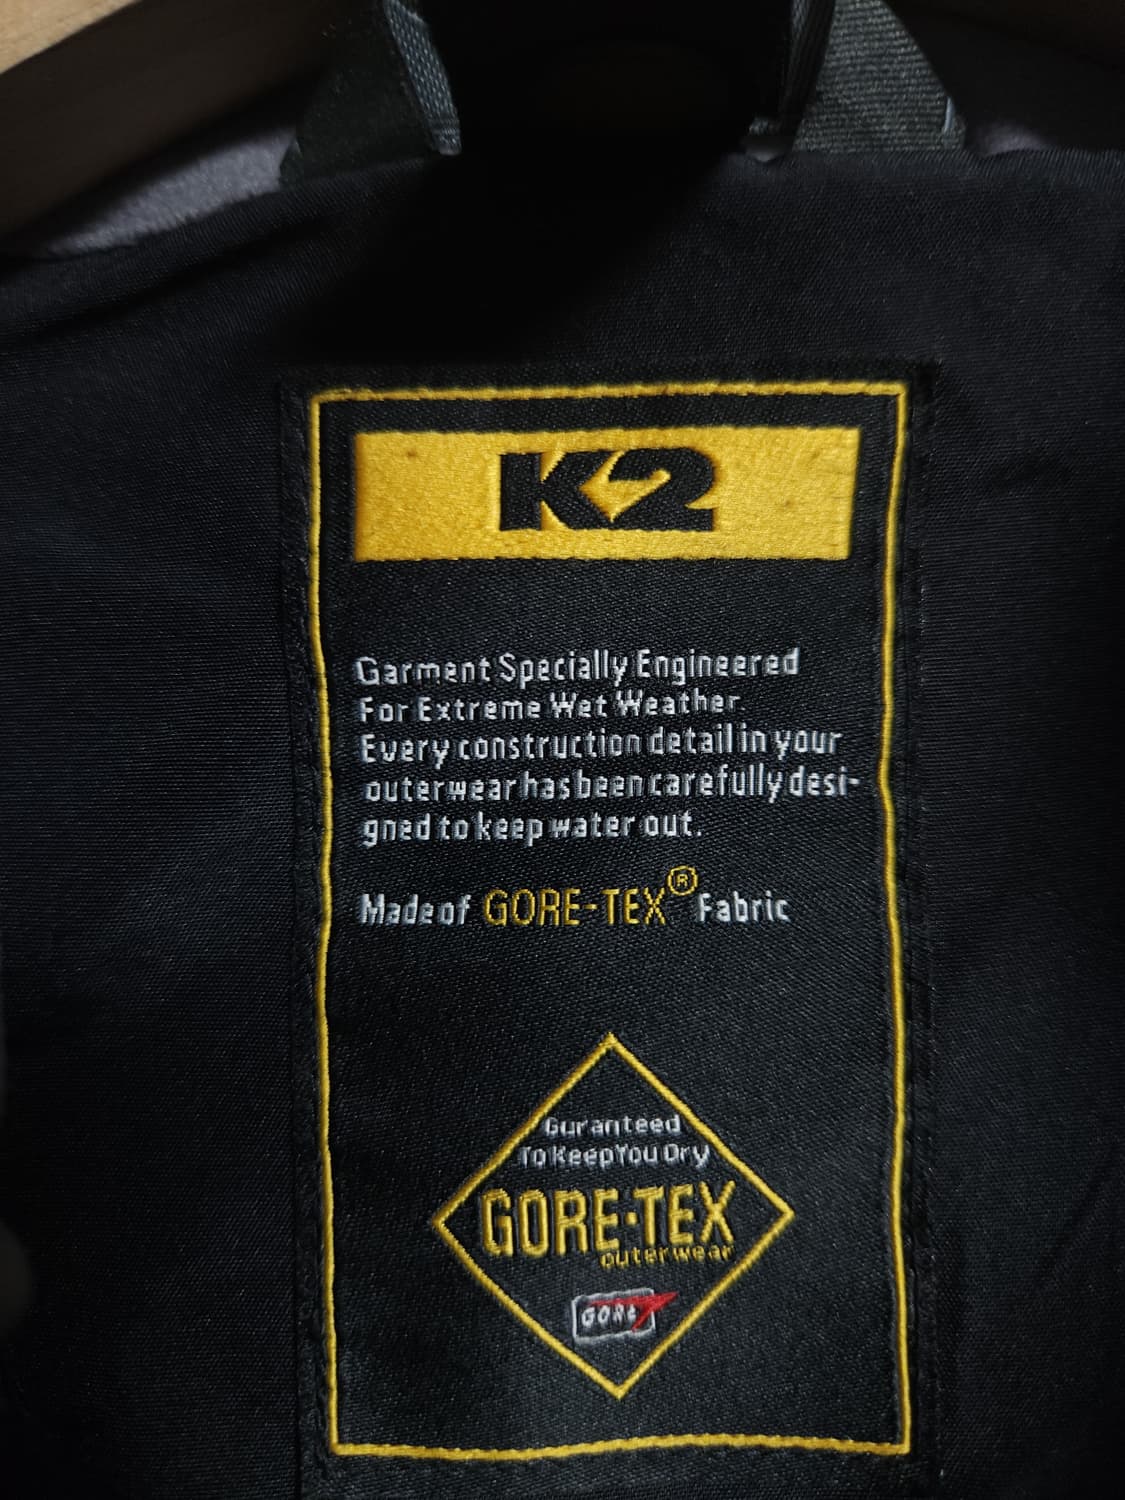 K2
Garment Specially Engineered
For Extreme Wet Weather.
Every construction detail in your
outerwear has been carefully desi-
gned to keep water out.
Made of GORE-TEX® Fabric
Guranteed
To Keep You Dry
GORE-TEX
outerwear
GORE